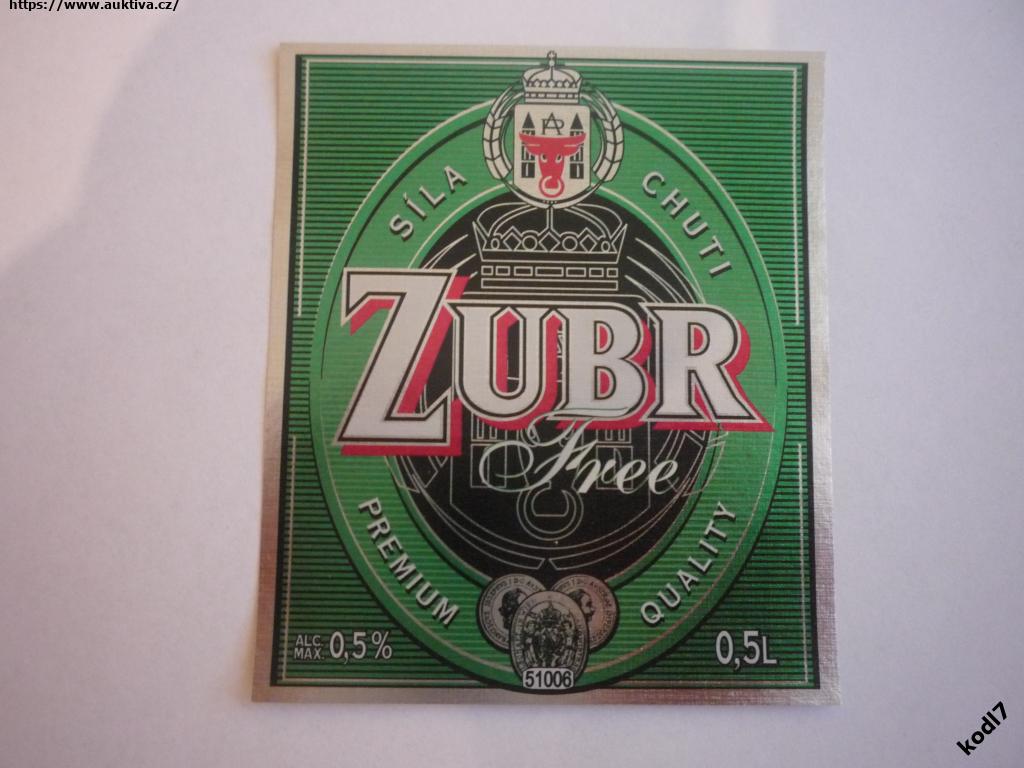 https://www.auktiva.cz/
SÍLA CHUTI
ZUBR
Free
PREMIUM QUALITY
ALC. MAX. 0,5%
0,5L
51006
kodl7